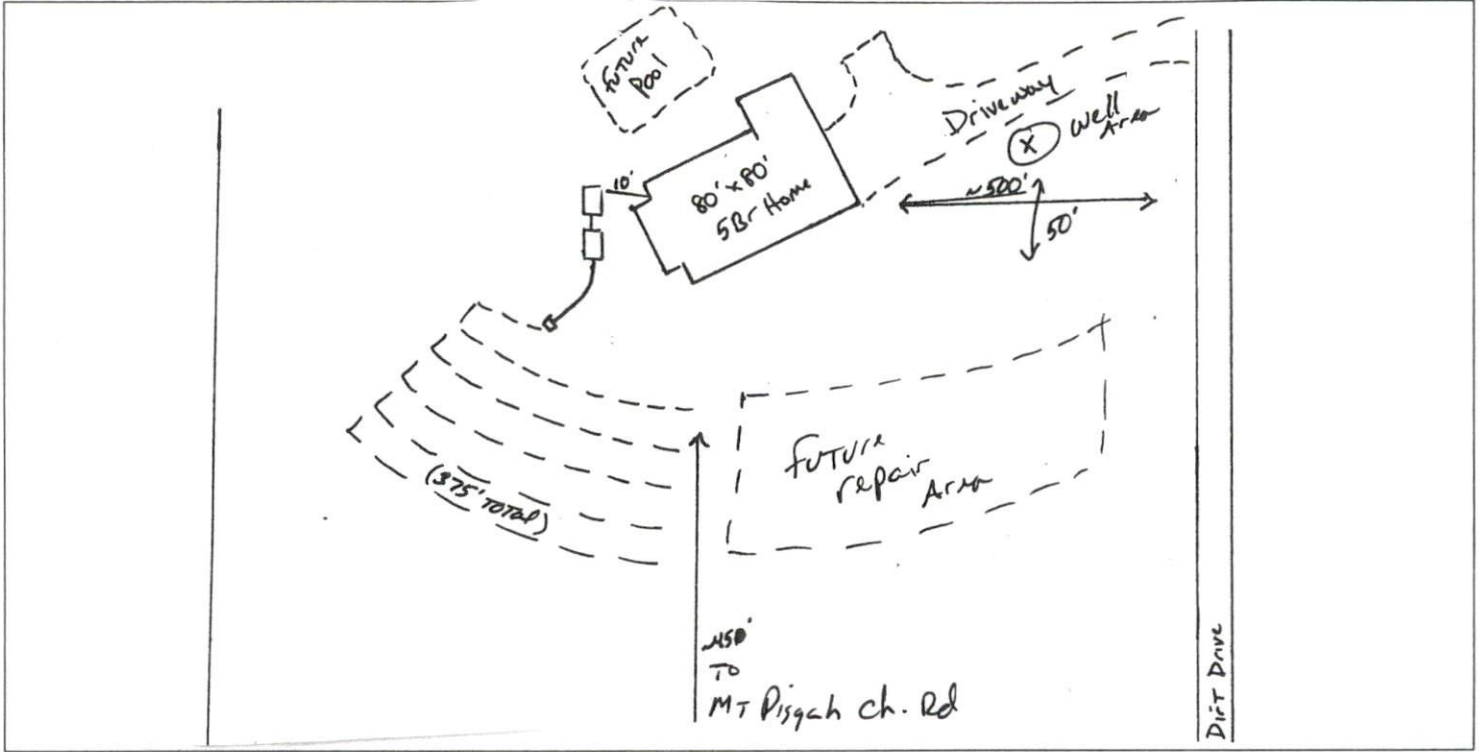 Future
Pool
Driveway
Well
Area
X
10'
80' x 80'
5Br Home
~500'
50'
Future
repair
Area
(375' Total)
~450'
To
MT Pisgah Ch. Rd
Dirt Drive